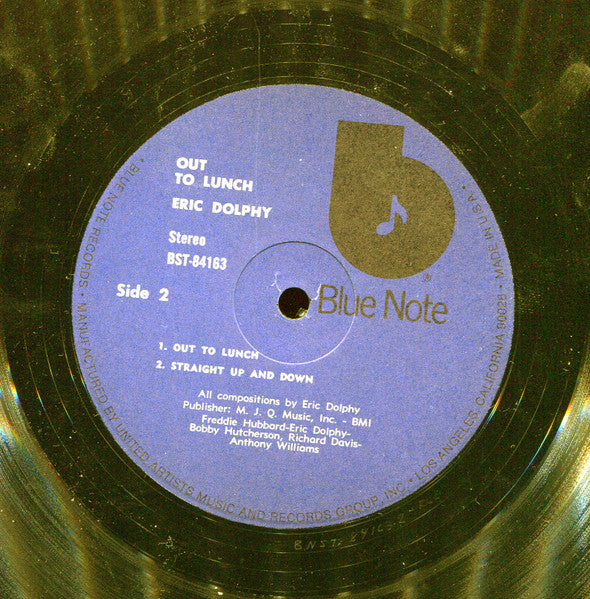 OUT
TO LUNCH
ERIC DOLPHY
Stereo
BST-84163
Side 2
®
Blue Note
1. OUT TO LUNCH
2. STRAIGHT UP AND DOWN
All compositions by Eric Dolphy
Publisher: M. J. Q. Music, Inc. - BMI
Freddie Hubbard-Eric Dolphy-
Bobby Hutcherson, Richard Davis-
Anthony Williams
• BLUE NOTE RECORDS • MANUFACTURED BY UNITED ARTISTS MUSIC AND RECORDS GROUP, INC • LOS ANGELES, CALIFORNIA 90028 • MADE IN U.S.A. •